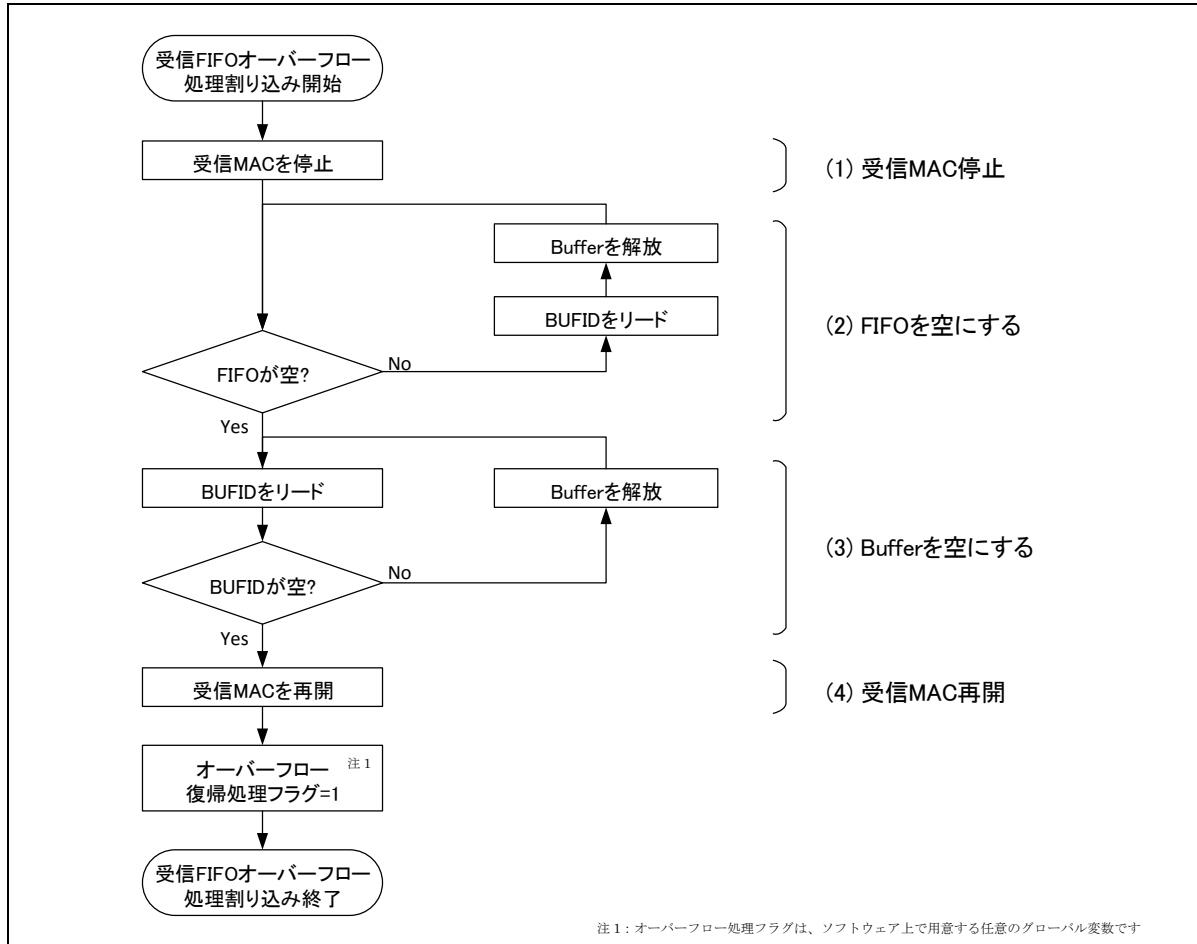 受信FIFOオーバーフロー
処理割り込み開始
受信MACを停止
(1) 受信MAC停止
Bufferを解放
BUFIDをリード
(2) FIFOを空にする
FIFOが空?
No
Yes
BUFIDをリード
Bufferを解放
(3) Bufferを空にする
BUFIDが空?
No
Yes
受信MACを再開
(4) 受信MAC再開
オーバーフロー 注1
復帰処理フラグ=1
受信FIFOオーバーフロー
処理割り込み終了
注1：オーバーフロー処理フラグは、ソフトウェア上で用意する任意のグローバル変数です